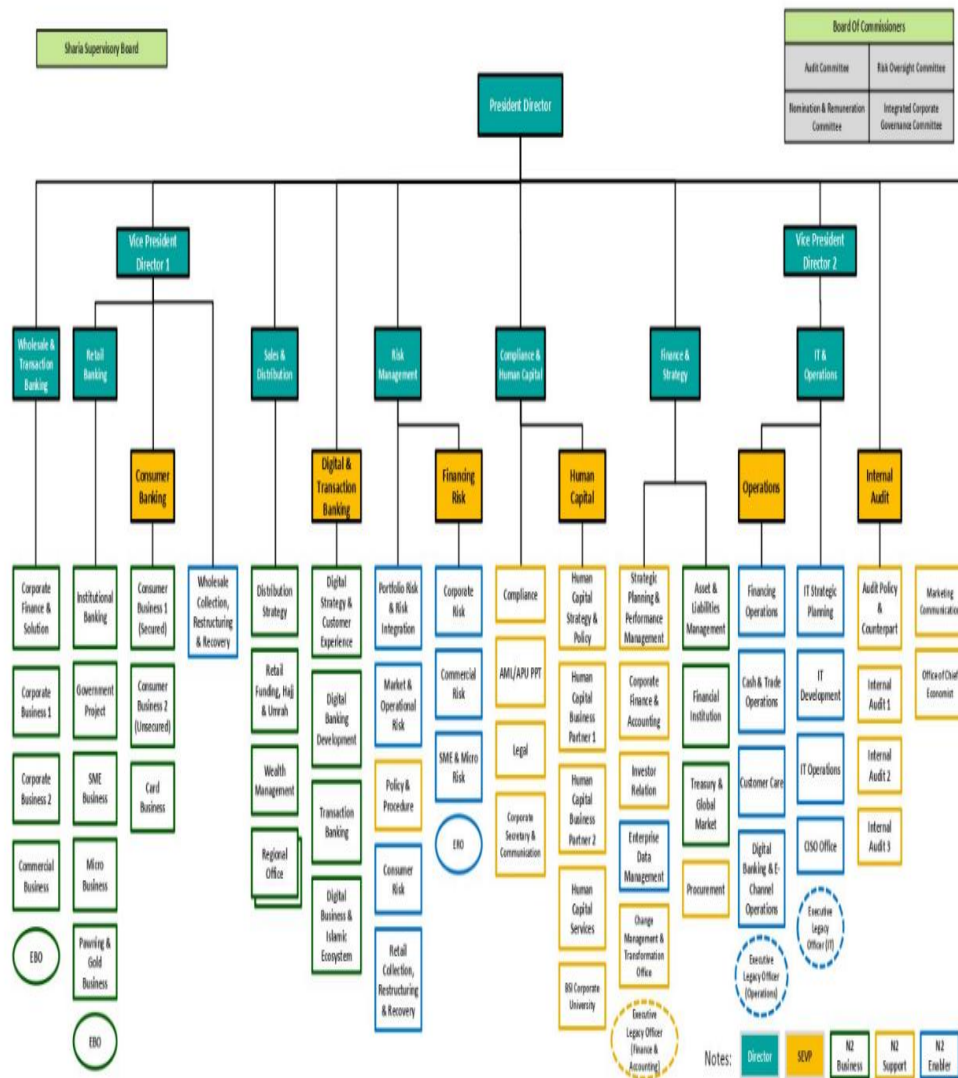 Sharia Supervisory Board
Board Of Commissioners
Audit Committee
Risk Oversight Committee
Nomination & Remuneration
Committee
Integrated Corporate
Governance Committee
President Director
Vice President
Director 1
Vice President
Director 2
Wholesale &
Transaction
Banking
Retail
Banking
Sales &
Distribution
Risk
Management
Compliance &
Human Capital
Finance &
Strategy
IT &
Operations
Consumer
Banking
Digital &
Transaction
Banking
Financing
Risk
Human
Capital
Operations
Internal
Audit
Corporate
Finance &
Solution
Corporate
Business 1
Corporate
Business 2
Commercial
Business
EBO
Institutional
Banking
Government
Project
SME
Business
Micro
Business
Pawning &
Gold
Business
EBO
Consumer
Business 1
(Secured)
Consumer
Business 2
(Unsecured)
Card
Business
Wholesale
Collection,
Restructuring
& Recovery
Distribution
Strategy
Retail
Funding, Hajj
& Umrah
Wealth
Management
Regional
Office
Digital
Strategy &
Customer
Experience
Digital
Banking
Development
Transaction
Banking
Digital
Business &
Islamic
Ecosystem
Portfolio Risk
& Risk
Integration
Market &
Operational
Risk
Policy &
Procedure
Consumer
Risk
Retail
Collection,
Restructuring
& Recovery
Corporate
Risk
Commercial
Risk
SME & Micro
Risk
ERO
Compliance
AML/APU PPT
Legal
Corporate
Secretary &
Communication
Human
Capital
Strategy &
Policy
Human
Capital
Business
Partner 1
Human
Capital
Business
Partner 2
Human
Capital
Services
BSI Corporate
University
Strategic
Planning &
Performance
Management
Corporate
Finance &
Accounting
Investor
Relation
Enterprise
Data
Management
Change
Management &
Transformation
Office
Executive
Legacy Officer
(Finance &
Accounting)
Asset &
Liabilities
Management
Financial
Institution
Treasury &
Global
Market
Procurement
Financing
Operations
Cash & Trade
Operations
Customer Care
Digital
Banking & E-
Channel
Operations
Executive
Legacy Officer
(Operations)
IT Strategic
Planning
IT
Development
IT Operations
CISO Office
Executive
Legacy
Officer (IT)
Audit Policy
&
Counterpart
Internal
Audit 1
Internal
Audit 2
Internal
Audit 3
Marketing
Communication
Office of Chief
Economist
Notes:
Director
SEVP
N2
Business
N2
Support
N2
Enabler